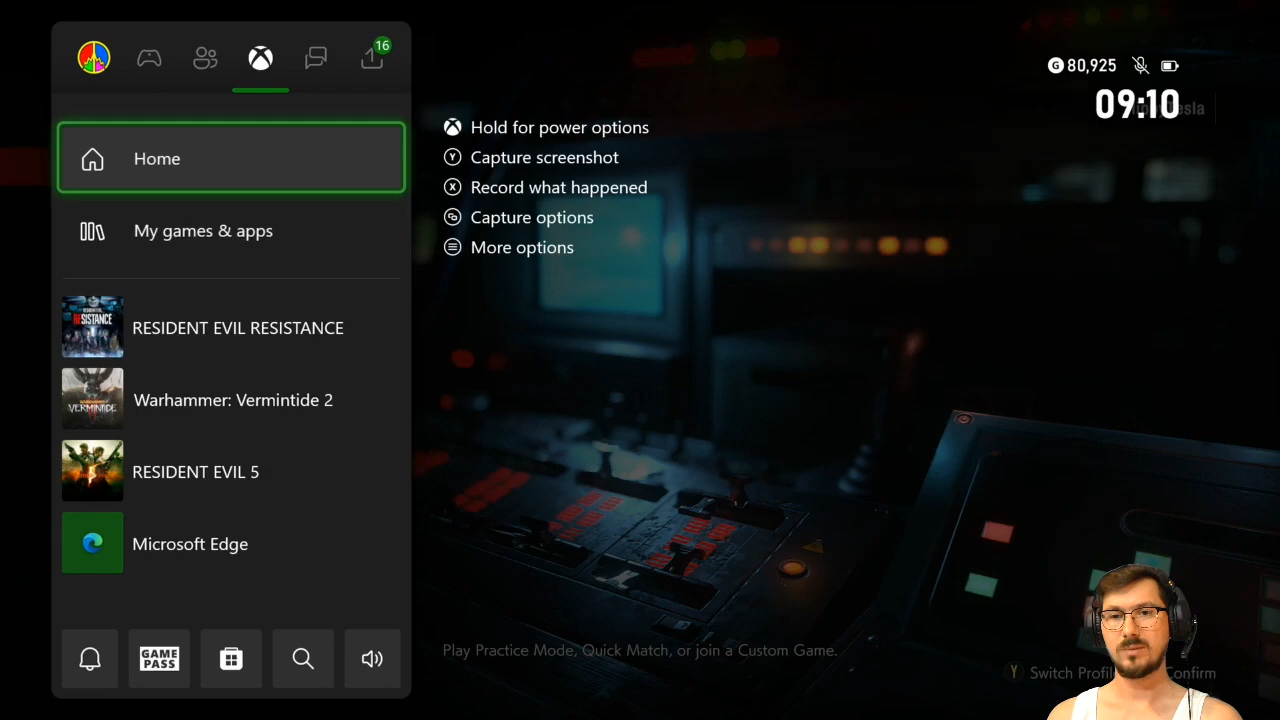 16
80,925
09:10
Home
My games & apps
RESIDENT EVIL RESISTANCE
Warhammer: Vermintide 2
RESIDENT EVIL 5
Microsoft Edge
GAME
PASS
Hold for power options
Y Capture screenshot
X Record what happened
Capture options
More options
Play Practice Mode, Quick Match, or join a Custom Game.
Y Switch Profile
Confirm